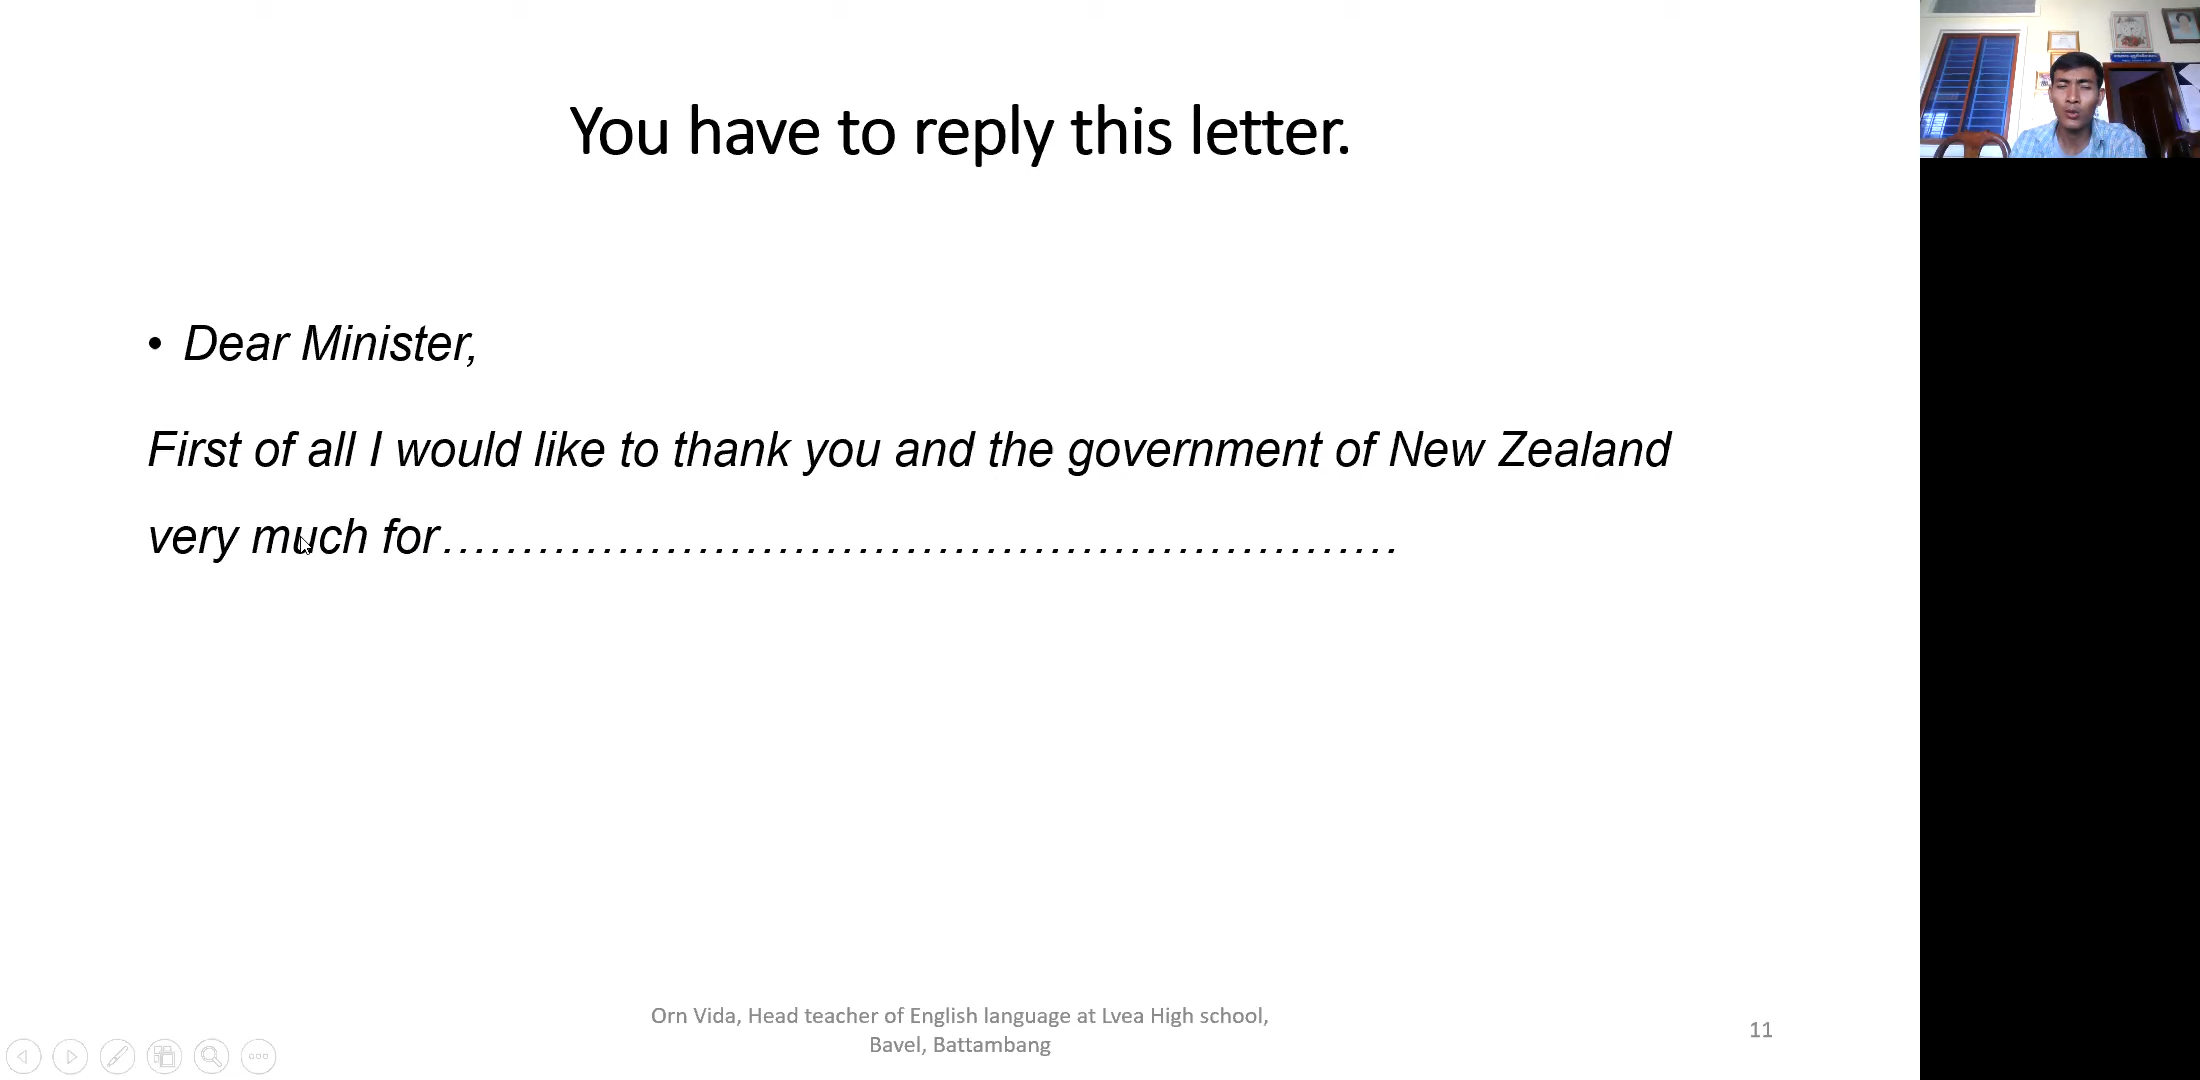 You have to reply this letter.
• Dear Minister,
First of all I would like to thank you and the government of New Zealand
very much for……………………………………………………
Orn Vida, Head teacher of English language at Lvea High school,
Bavel, Battambang
11